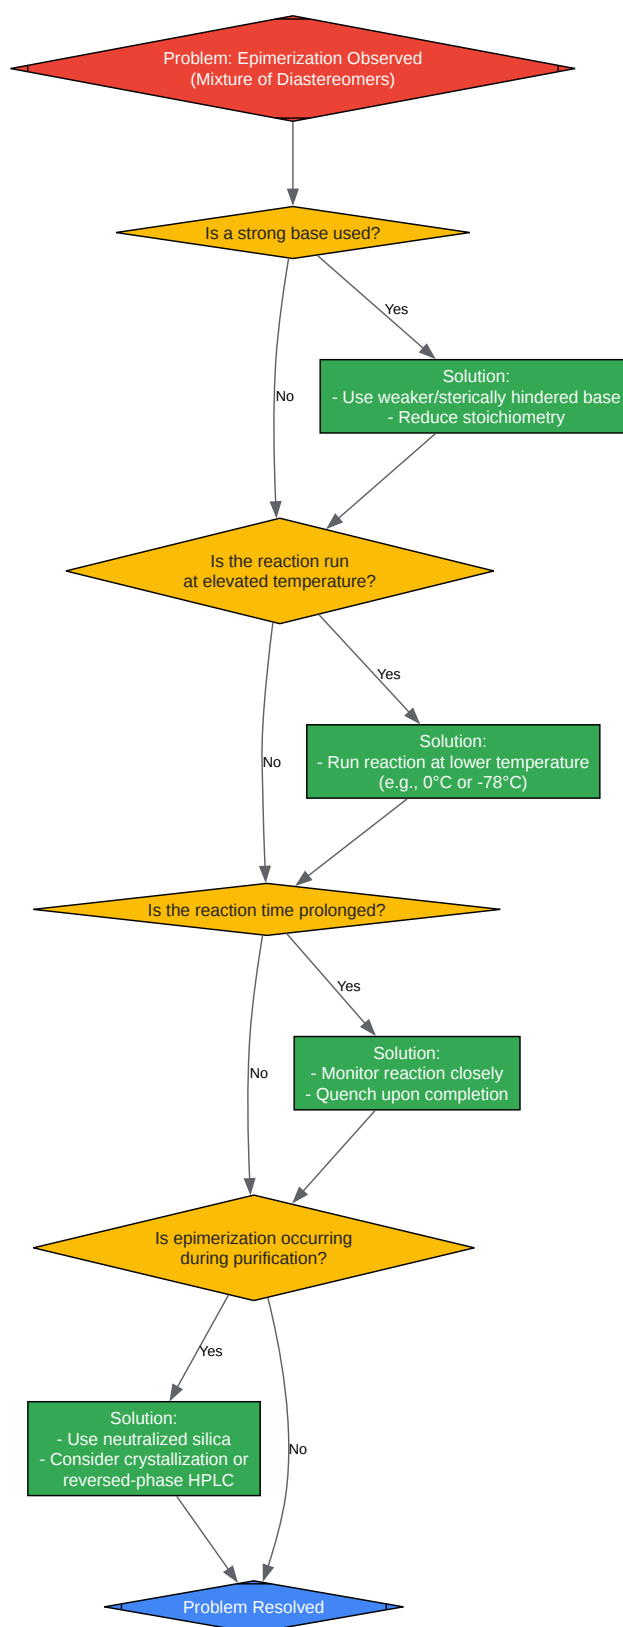 Problem: Epimerization Observed
(Mixture of Diastereomers)
Is a strong base used?
Yes
Solution:
- Use weaker/sterically hindered base
- Reduce stoichiometry
No
Is the reaction run
at elevated temperature?
Yes
Solution:
- Run reaction at lower temperature
(e.g., 0°C or -78°C)
No
Is the reaction time prolonged?
Yes
Solution:
- Monitor reaction closely
- Quench upon completion
No
Is epimerization occurring
during purification?
Yes
Solution:
- Use neutralized silica
- Consider crystallization or
reversed-phase HPLC
No
Problem Resolved